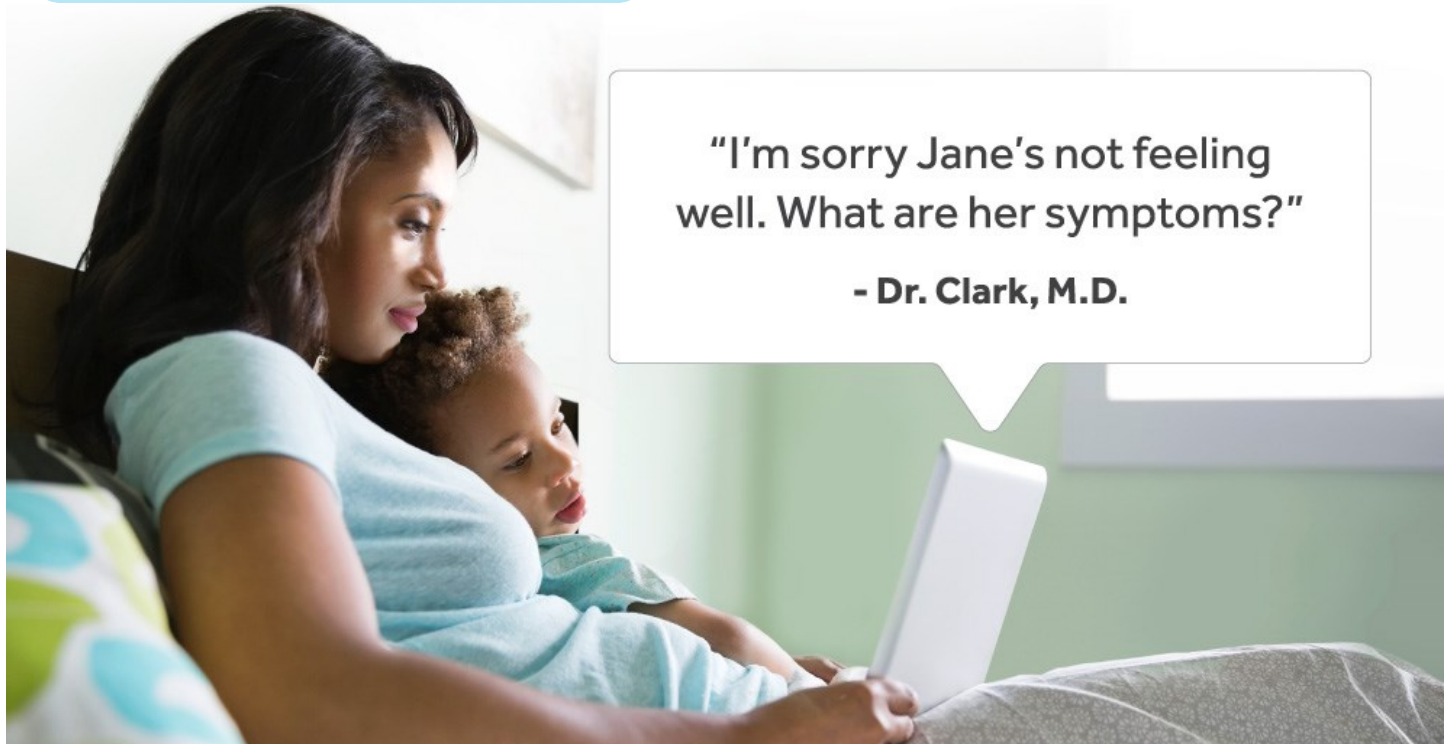 “I’m sorry Jane’s not feeling
well. What are her symptoms?”
- Dr. Clark, M.D.